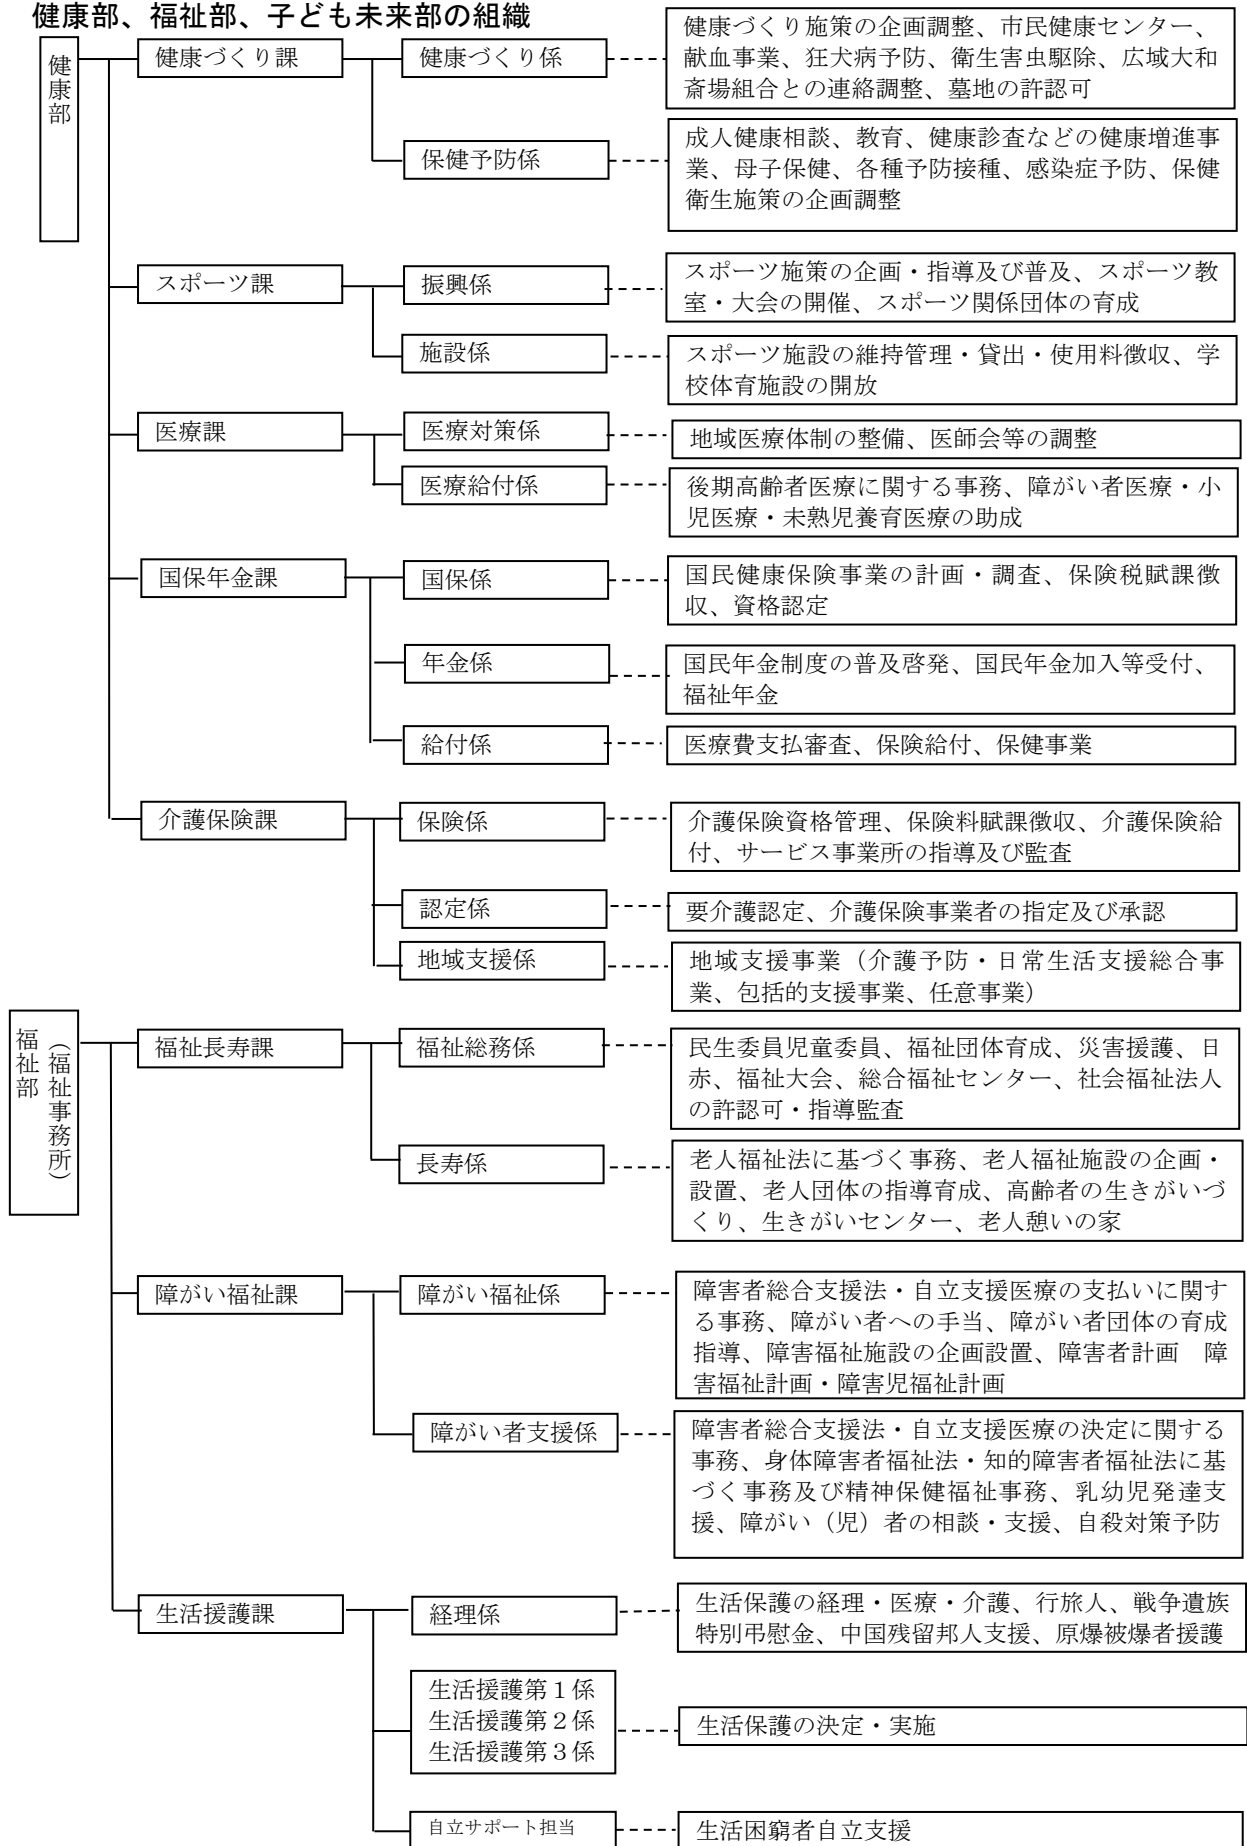 健康部、福祉部、子ども未来部の組織
健康部
健康づくり課
健康づくり係
健康づくり施策の企画調整、市民健康センター、
献血事業、狂犬病予防、衛生害虫駆除、広域大和
斎場組合との連絡調整、墓地の許認可
保健予防係
成人健康相談、教育、健康診査などの健康増進事
業、母子保健、各種予防接種、感染症予防、保健
衛生施策の企画調整
スポーツ課
振興係
スポーツ施策の企画・指導及び普及、スポーツ教
室・大会の開催、スポーツ関係団体の育成
施設係
スポーツ施設の維持管理・貸出・使用料徴収、学
校体育施設の開放
医療課
医療対策係
地域医療体制の整備、医師会等の調整
医療給付係
後期高齢者医療に関する事務、障がい者医療・小
児医療・未熟児養育医療の助成
国保年金課
国保係
国民健康保険事業の計画・調査、保険税賦課徴
収、資格認定
年金係
国民年金制度の普及啓発、国民年金加入等受付、
福祉年金
給付係
医療費支払審査、保険給付、保健事業
介護保険課
保険係
介護保険資格管理、保険料賦課徴収、介護保険給
付、サービス事業所の指導及び監査
認定係
要介護認定、介護保険事業者の指定及び承認
地域支援係
地域支援事業（介護予防・日常生活支援総合事
業、包括的支援事業、任意事業）
福祉部
（福祉事務所）
福祉長寿課
福祉総務係
民生委員児童委員、福祉団体育成、災害援護、日
赤、福祉大会、総合福祉センター、社会福祉法人
の許認可・指導監査
長寿係
老人福祉法に基づく事務、老人福祉施設の企画・
設置、老人団体の指導育成、高齢者の生きがいづ
くり、生きがいセンター、老人憩いの家
障がい福祉課
障がい福祉係
障害者総合支援法・自立支援医療の支払いに関す
る事務、障がい者への手当、障がい者団体の育成
指導、障害福祉施設の企画設置、障害者計画　障
害福祉計画・障害児福祉計画
障がい者支援係
障害者総合支援法・自立支援医療の決定に関する
事務、身体障害者福祉法・知的障害者福祉法に基
づく事務及び精神保健福祉事務、乳幼児発達支
援、障がい（児）者の相談・支援、自殺対策予防
生活援護課
経理係
生活保護の経理・医療・介護、行旅人、戦争遺族
特別弔慰金、中国残留邦人支援、原爆被爆者援護
生活援護第１係
生活援護第２係
生活援護第３係
生活保護の決定・実施
自立サポート担当
生活困窮者自立支援